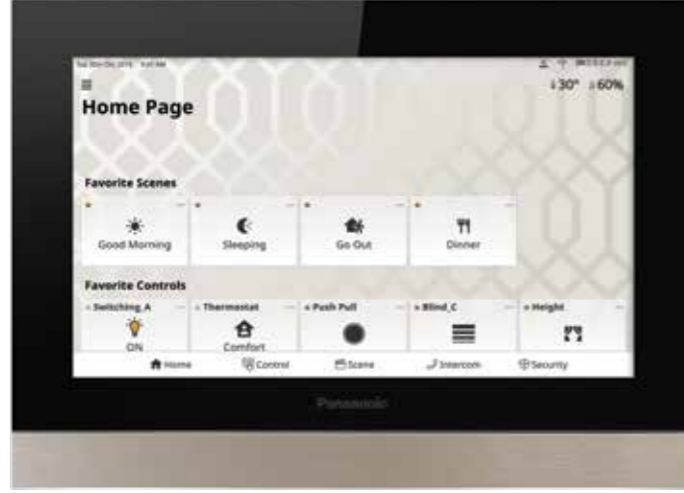 30° 60%
Home Page
Favorite Scenes
Good Morning Sleeping Go Out Dinner
Favorite Controls
Switching_A Thermostat Push Pull Blind_C Height
ON Comfort
Home Control Scene Intercom Security
Panasonic